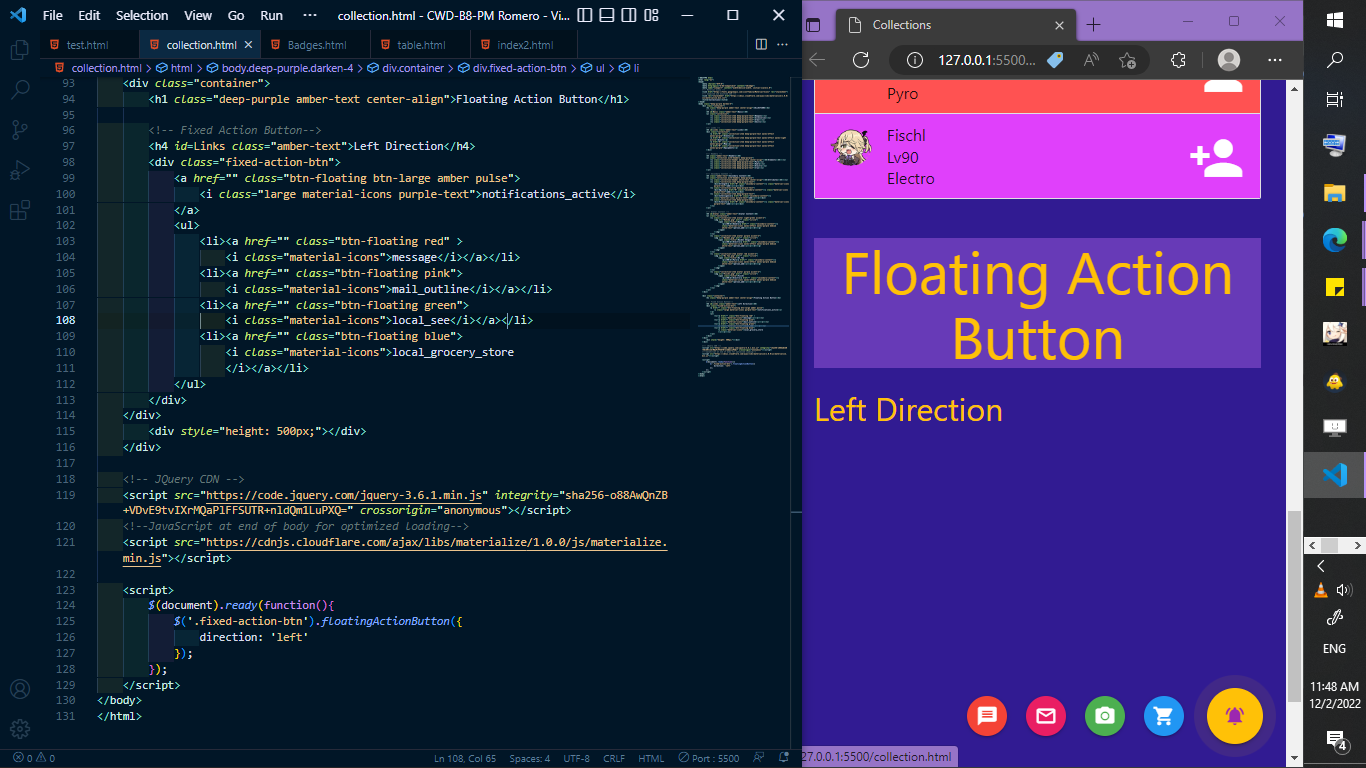 File Edit Selection View Go Run ··· collection.html - CWD-B8-PM Romero - Vi...
test.html collection.html Badges.html table.html index2.html
collection.html > html > body.deep-purple.darken-4 > div.container > div.fixed-action-btn > ul > li
93 <div class="container">
94 <h1 class="deep-purple amber-text center-align">Floating Action Button</h1>
95
96 <!-- Fixed Action Button-->
97 <h4 id=Links class="amber-text">Left Direction</h4>
98 <div class="fixed-action-btn">
99 <a href="" class="btn-floating btn-large amber pulse">
100 <i class="large material-icons purple-text">notifications_active</i>
101 </a>
102 <ul>
103 <li><a href="" class="btn-floating red" >
104 <i class="material-icons">message</i></a></li>
105 <li><a href="" class="btn-floating pink">
106 <i class="material-icons">mail_outline</i></a></li>
107 <li><a href="" class="btn-floating green">
108 <i class="material-icons">local_see</i></a></li>
109 <li><a href="" class="btn-floating blue">
110 <i class="material-icons">local_grocery_store
111 </i></a></li>
112 </ul>
113 </div>
114 </div>
115 <div style="height: 500px;"></div>
116 </div>
117
118 <!-- JQuery CDN -->
119 <script src="https://code.jquery.com/jquery-3.6.1.min.js" integrity="sha256-o88AwQnZB
+VDvE9tvIXrMQaPlFFSUTR+nldQm1LuPXQ=" crossorigin="anonymous"></script>
120 <!--JavaScript at end of body for optimized loading-->
121 <script src="https://cdnjs.cloudflare.com/ajax/libs/materialize/1.0.0/js/materialize.
min.js"></script>
122
123 <script>
124 $(document).ready(function(){
125 $('.fixed-action-btn').floatingActionButton({
126 direction: 'left'
127 });
128 });
129 </script>
130 </body>
131 </html>
0 0 Ln 108, Col 65 Spaces: 4 UTF-8 CRLF HTML Port : 5500
Collections
127.0.0.1:5500...
Pyro
Fischl
Lv90
Electro
Floating Action
Button
Left Direction
27.0.0.1:5500/collection.html
ENG
11:48 AM
12/2/2022
4